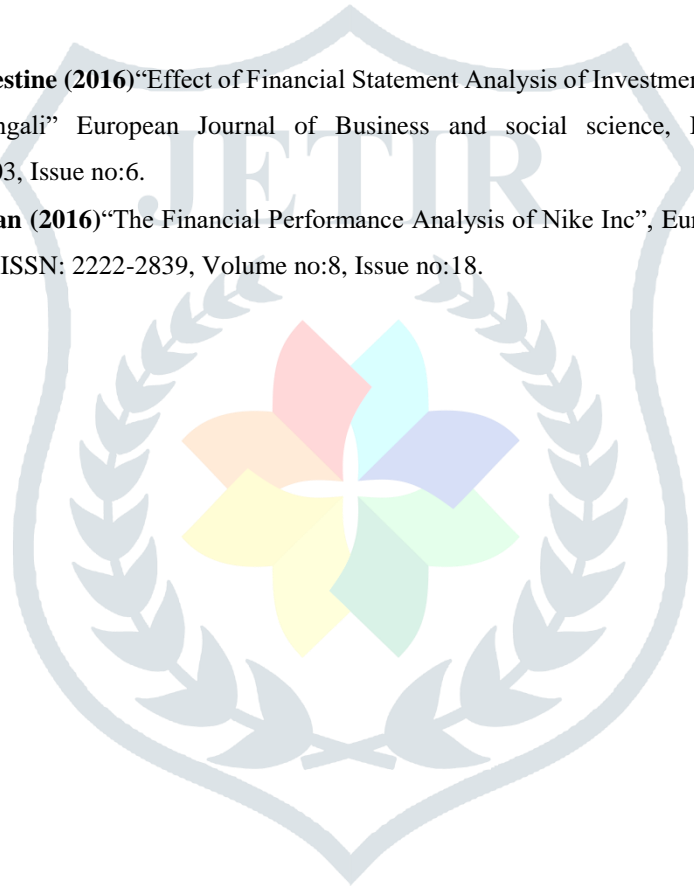 estine (2016)“Effect of Financial Statement Analysis of Investmen
ngali” European Journal of Business and social science,
03, Issue no:6.
an (2016)“The Financial Performance Analysis of Nike Inc”, Eur
ISSN: 2222-2839, Volume no:8, Issue no:18.
JETIR